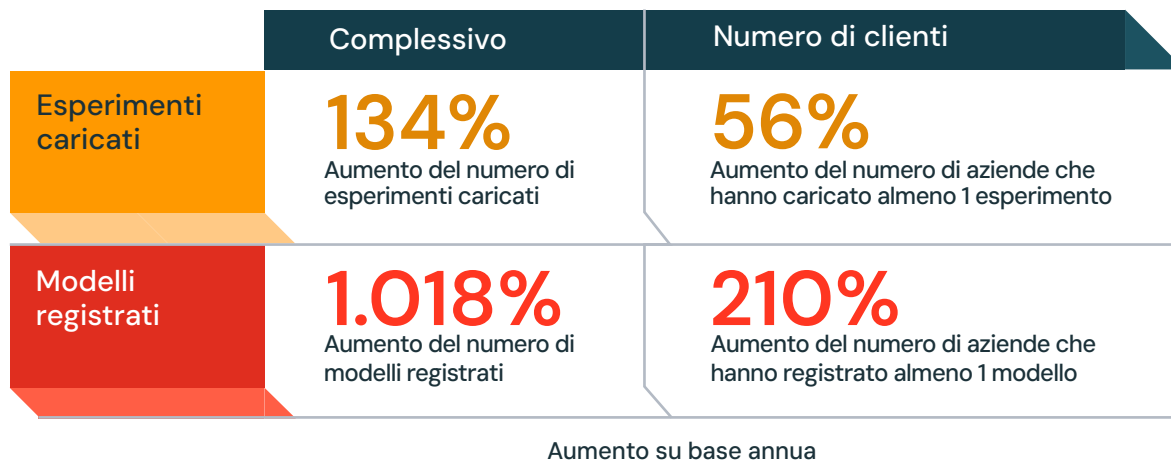 Complessivo
Numero di clienti
Esperimenti
caricati
134%
Aumento del numero di
esperimenti caricati
56%
Aumento del numero di aziende che
hanno caricato almeno 1 esperimento
Modelli
registrati
1.018%
Aumento del numero di
modelli registrati
210%
Aumento del numero di aziende che
hanno registrato almeno 1 modello
Aumento su base annua